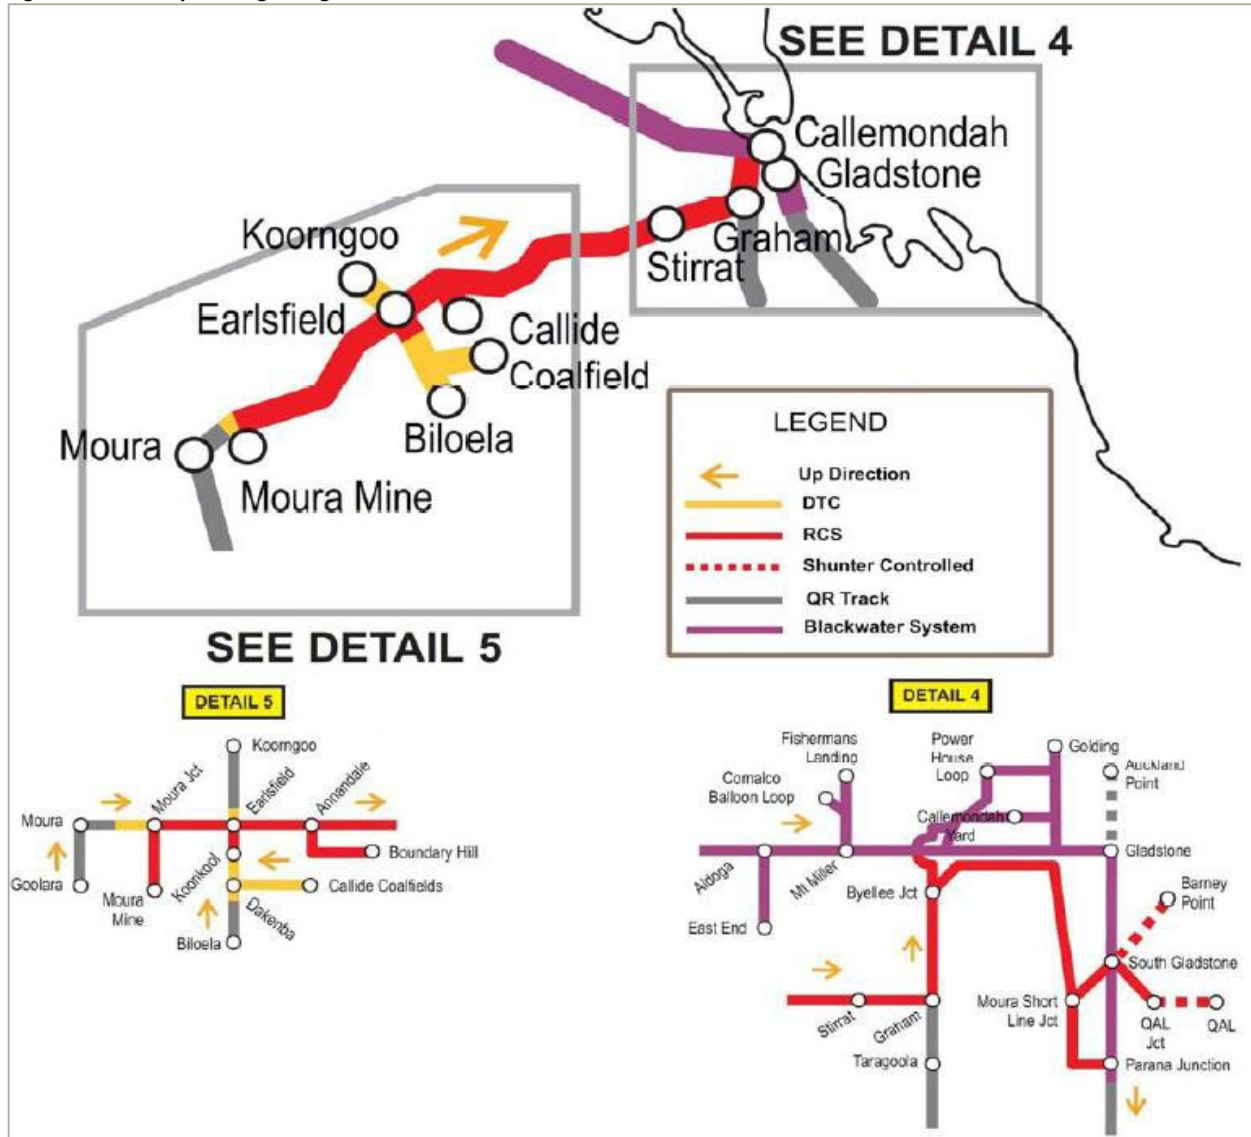 SEE DETAIL 4
Callemondah
Gladstone
Koorngoo
Graham
Stirrat
Earlsfield
Callide
Coalfield
Biloela
Moura
Moura Mine
LEGEND
Up Direction
DTC
RCS
Shunter Controlled
QR Track
Blackwater System
SEE DETAIL 5
DETAIL 5
Koorngoo
Moura Jct
Earlsfield
Annandale
Moura
Boundary Hill
Goolara
Moura
Mine
Koorkool
Callide Coalfields
Dakenba
Biloela
DETAIL 4
Fishermans
Landing
Power
House
Loop
Golding
Comalco
Balloon Loop
Auckland
Point
Callemondah
Yard
Aldoga
Mt Miller
Gladstone
Byellee Jct
Barney
Point
East End
South Gladstone
Stirrat
Graham
Moura Short
Line Jct
QAL
Jct
QAL
Taragoola
Parana Junction